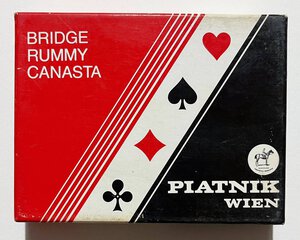 BRIDGE
RUMMY
CANASTA
PIATNIK
WIEN